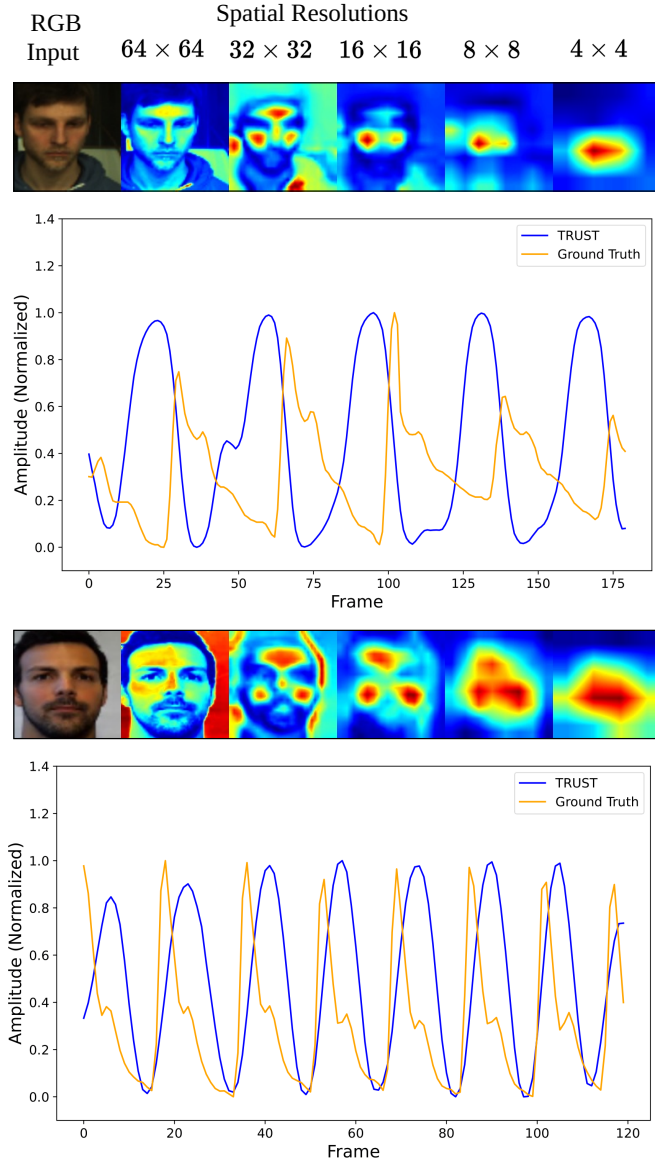 RGB Input
Spatial Resolutions
64 × 64 32 × 32 16 × 16 8 × 8 4 × 4
1.4
1.2
1.0
0.8
0.6
0.4
0.2
0.0
Amplitude (Normalized)
TRUST
Ground Truth
0 25 50 75 100 125 150 175
Frame
1.4
1.2
1.0
0.8
0.6
0.4
0.2
0.0
Amplitude (Normalized)
TRUST
Ground Truth
0 20 40 60 80 100 120
Frame